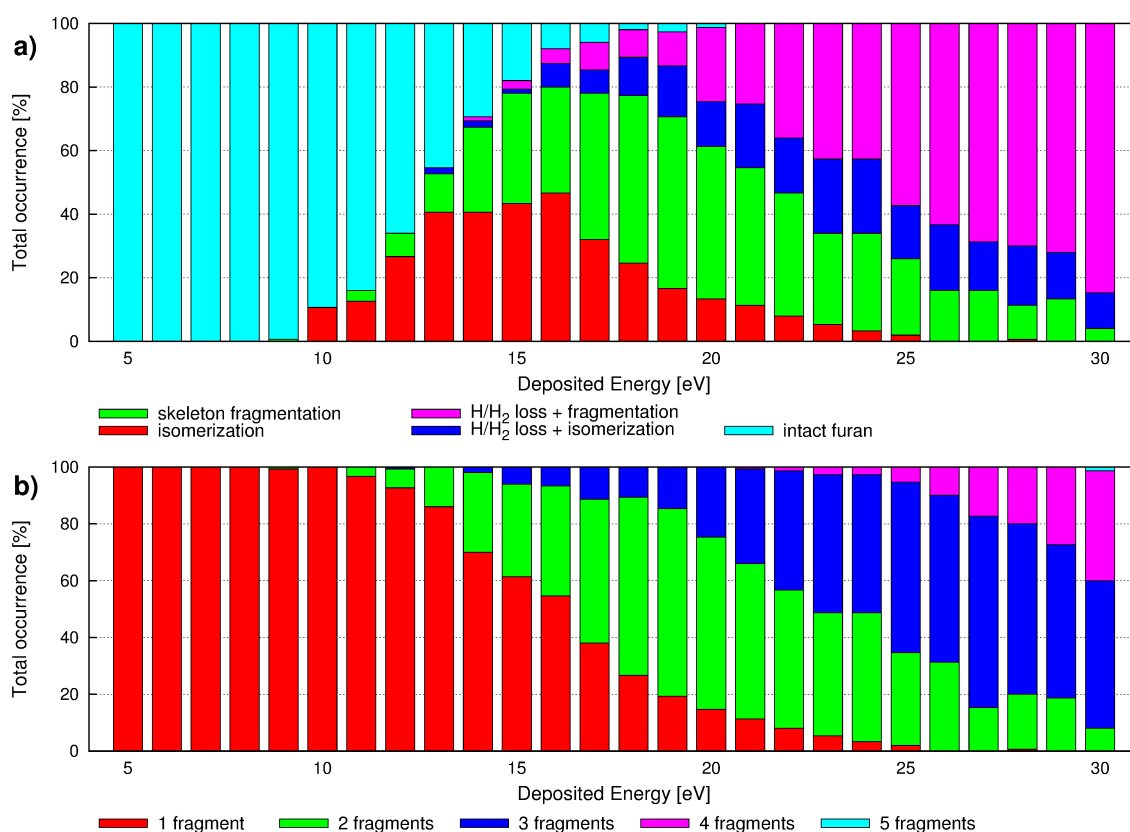 a)
Total occurrence [%]
100
80
60
40
20
0
5 10 15 20 25 30
Deposited Energy [eV]
skeleton fragmentation H/H2 loss + fragmentation
isomerization H/H2 loss + isomerization intact furan
b)
Total occurrence [%]
100
80
60
40
20
0
5 10 15 20 25 30
Deposited Energy [eV]
1 fragment 2 fragments 3 fragments 4 fragments 5 fragments